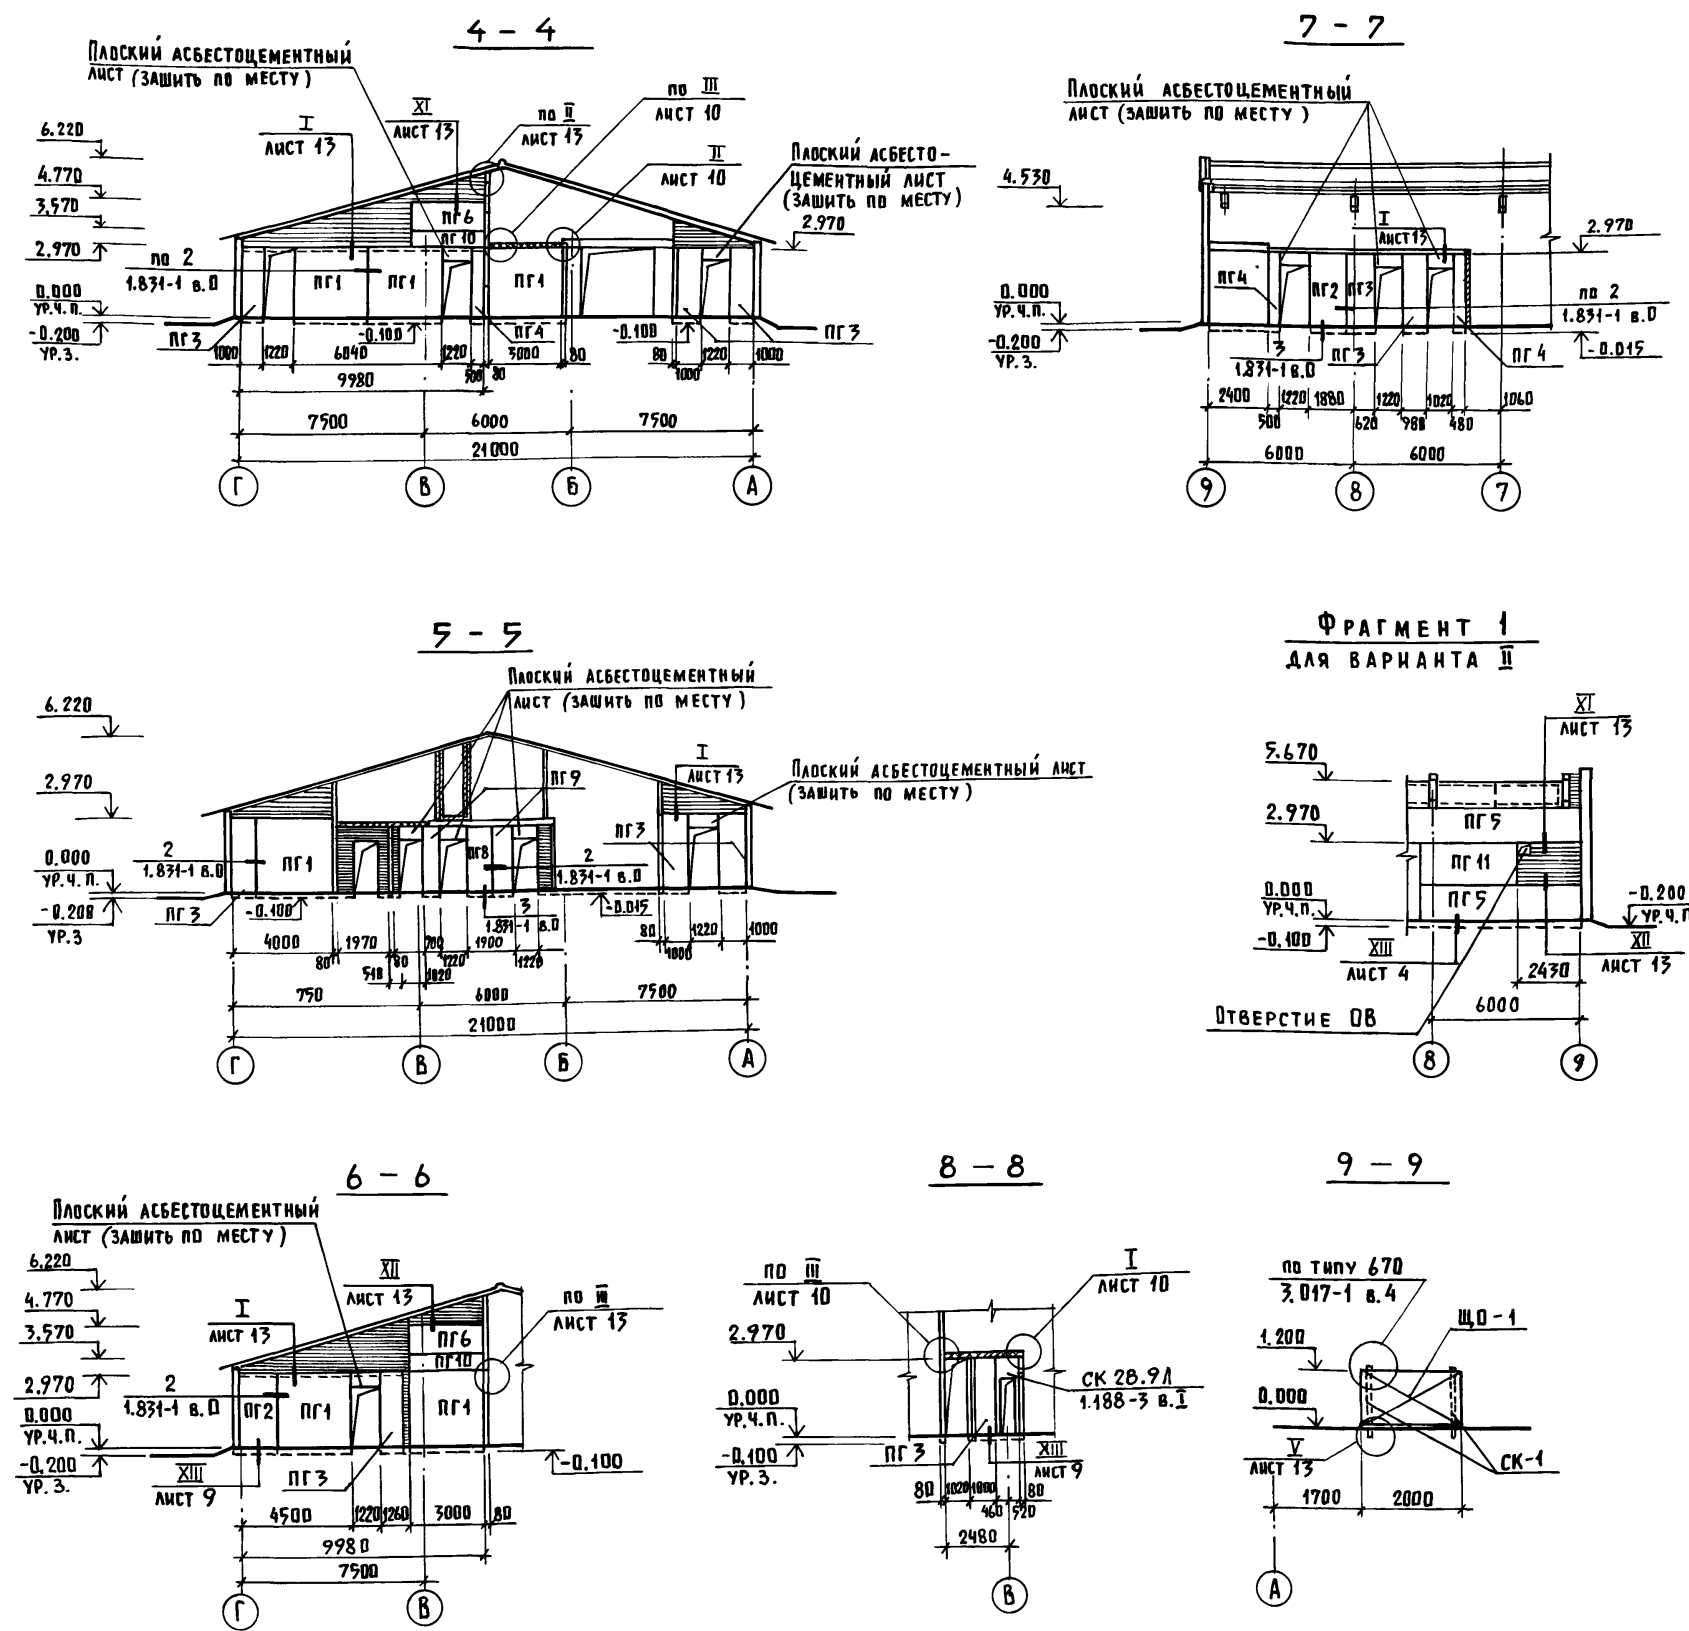 4 - 4
Плоский асбестоцементный
лист (зашить по месту)
6.220
4.770
3,570
2.970
0.000
ур.ч.п.
-0.200
ур.з.
I
лист 13
XI
лист 13
по II
лист 13
по III
лист 10
II
лист 10
Плоский асбесто-
цементный лист
(зашить по месту)
2.970
по 2
1.831-1 в.0
ПГ6
ПГ10
ПГ1
ПГ1
ПГ1
ПГ3
-0.100
ПГ4
-0.100
ПГ3
1000
1220
6040
1220
500
80
3000
80
80
1000
1220
1000
9980
7500
6000
7500
21000
Г
В
Б
А
7 - 7
Плоский асбестоцементный
лист (зашить по месту)
4.530
0.000
ур.ч.п.
-0.200
ур.з.
I
лист 13
2.970
ПГ4
ПГ2
ПГ3
по 2
1.831-1 в.0
3
1.831-1 в.0
ПГ3
ПГ4
-0.015
2400
500
1220
1880
620
1220
980
1020
480
1060
6000
6000
9
8
7
5 - 5
Плоский асбестоцементный
лист (зашить по месту)
6.220
2.970
0.000
ур.ч.п.
-0.200
ур.з
I
лист 13
Плоский асбестоцементный лист
(зашить по месту)
ПГ9
ПГ3
2
1.831-1 в.0
ПГ1
ПГ8
2
1.831-1 в.0
ПГ3
-0.100
3
1.831-1 в.0
-0.015
4000
80
1970
510
80
1020
700
1220
1900
1220
80
1000
1220
1000
750
6000
7500
21000
Г
В
Б
А
Фрагмент 1
для варианта II
XI
лист 13
5.670
2.970
0.000
ур.ч.п.
-0.100
ПГ5
ПГ11
ПГ5
-0.200
ур.ч.п
XIII
лист 4
XII
лист 13
2430
6000
Отверстие ОВ
8
9
6 - 6
Плоский асбестоцементный
лист (зашить по месту)
6.220
4.770
3.570
2.970
0.000
ур.ч.п.
-0.200
ур.з.
I
лист 13
XII
лист 13
по III
лист 13
2
1.831-1 в.0
ПГ6
ПГ10
ПГ2
ПГ1
ПГ1
XIII
лист 9
ПГ3
-0.100
4500
1220
1260
3000
80
9980
7500
Г
В
8 - 8
по III
лист 10
I
лист 10
2.970
0.000
ур.ч.п.
-0.100
ур.з.
СК 28.9Л
1.188-3 в.I
ПГ3
XIII
лист 9
80
1020
1000
460
520
80
2480
В
9 - 9
по типу 670
3.017-1 в.4
ЩО-1
1.200
0.000
V
лист 13
СК-1
1700
2000
А